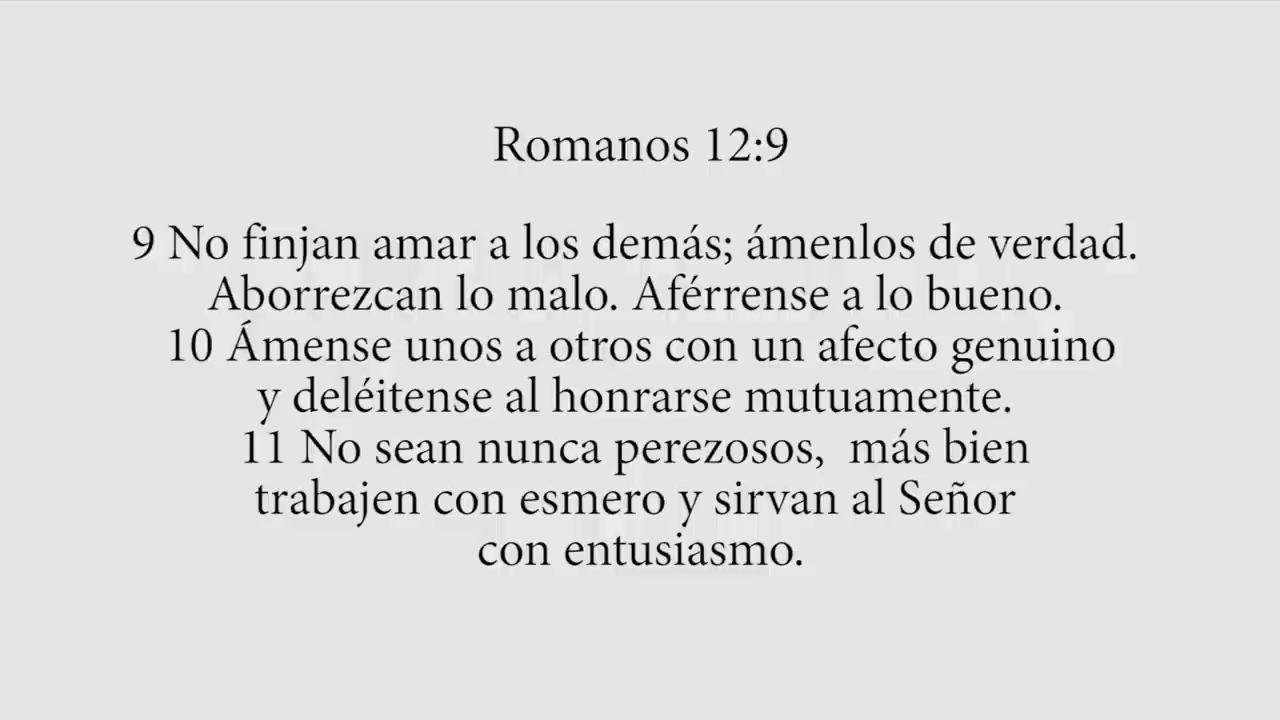 Romanos 12:9
9 No finjan amar a los demás; ámenlos de verdad.
Aborrezcan lo malo. Aférrense a lo bueno.
10 Ámense unos a otros con un afecto genuino
y deléitense al honrarse mutuamente.
11 No sean nunca perezosos,  más bien
trabajen con esmero y sirvan al Señor
con entusiasmo.